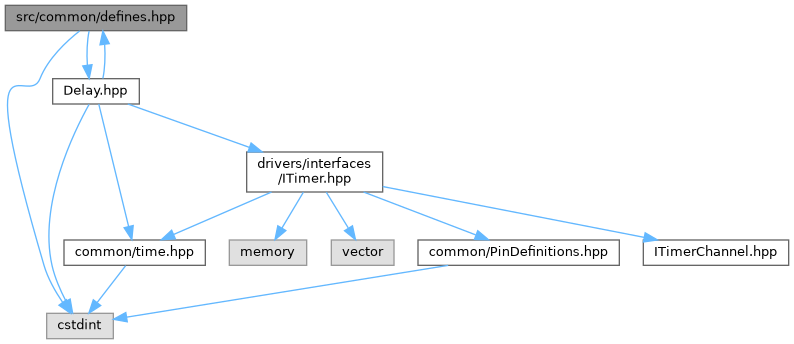 src/common/defines.hpp
Delay.hpp
drivers/interfaces
/ITimer.hpp
common/time.hpp
memory
vector
common/PinDefinitions.hpp
ITimerChannel.hpp
cstdint